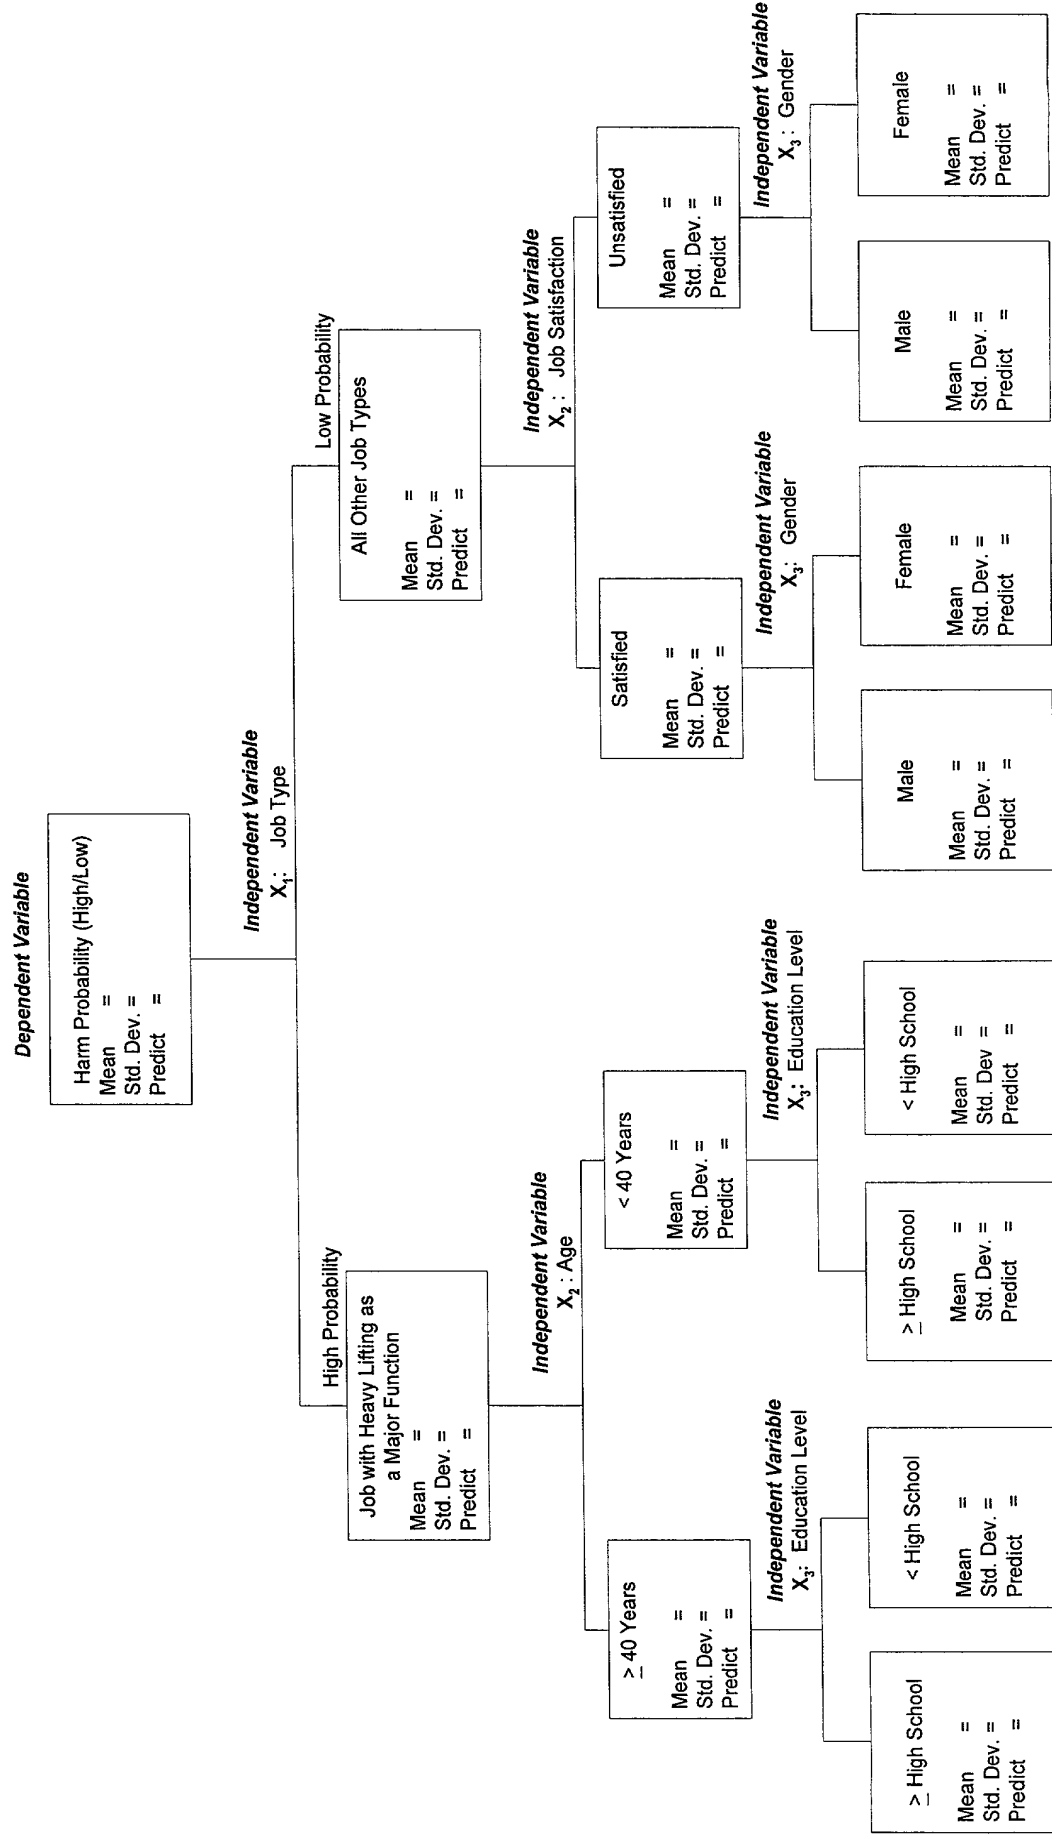 Dependent Variable
Harm Probability (High/Low)
Mean =
Std. Dev. =
Predict =
Independent Variable
X1: Job Type
High Probability
Low Probability
Job with Heavy Lifting as
a Major Function
Mean =
Std. Dev. =
Predict =
All Other Job Types
Mean =
Std. Dev. =
Predict =
Independent Variable
X2 : Age
Independent Variable
X2 : Job Satisfaction
≥ 40 Years
Mean =
Std. Dev. =
Predict =
< 40 Years
Mean =
Std. Dev. =
Predict =
Satisfied
Mean =
Std. Dev. =
Predict =
Unsatisfied
Mean =
Std. Dev. =
Predict =
Independent Variable
X3: Education Level
Independent Variable
X3: Education Level
Independent Variable
X3: Gender
Independent Variable
X3 : Gender
≥ High School
Mean =
Std. Dev. =
Predict =
< High School
Mean =
Std. Dev. =
Predict =
≥ High School
Mean =
Std. Dev. =
Predict =
< High School
Mean =
Std. Dev =
Predict =
Male
Mean =
Std. Dev. =
Predict =
Female
Mean =
Std. Dev. =
Predict =
Male
Mean =
Std. Dev. =
Predict =
Female
Mean =
Std. Dev. =
Predict =